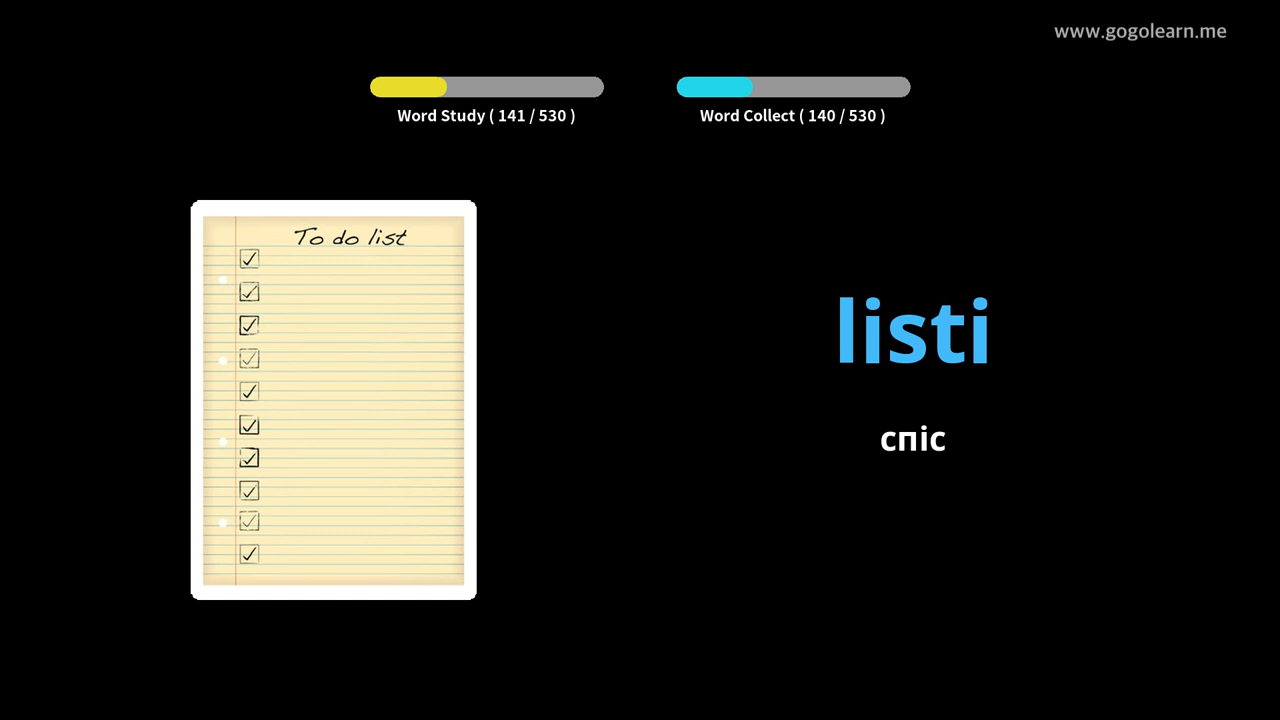 www.gogolearn.me
Word Study ( 141 / 530 )
Word Collect ( 140 / 530 )
To do list
listi
спіс